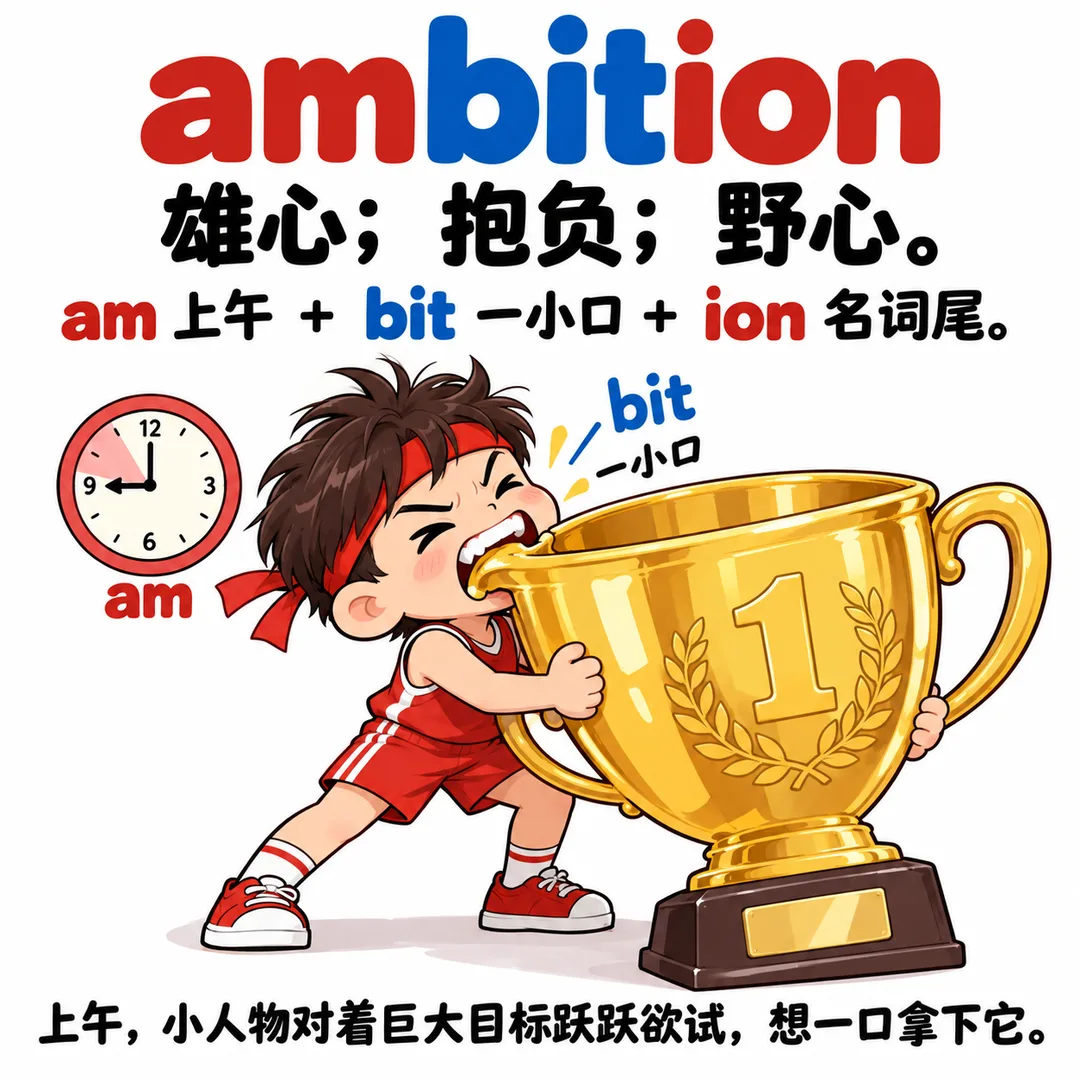 ambition
雄心；抱负；野心。
am 上午 + bit 一小口 + ion 名词尾。
bit
一小口
12
9
3
6
am
1
上午，小人物对着巨大目标跃跃欲试，想一口拿下它。